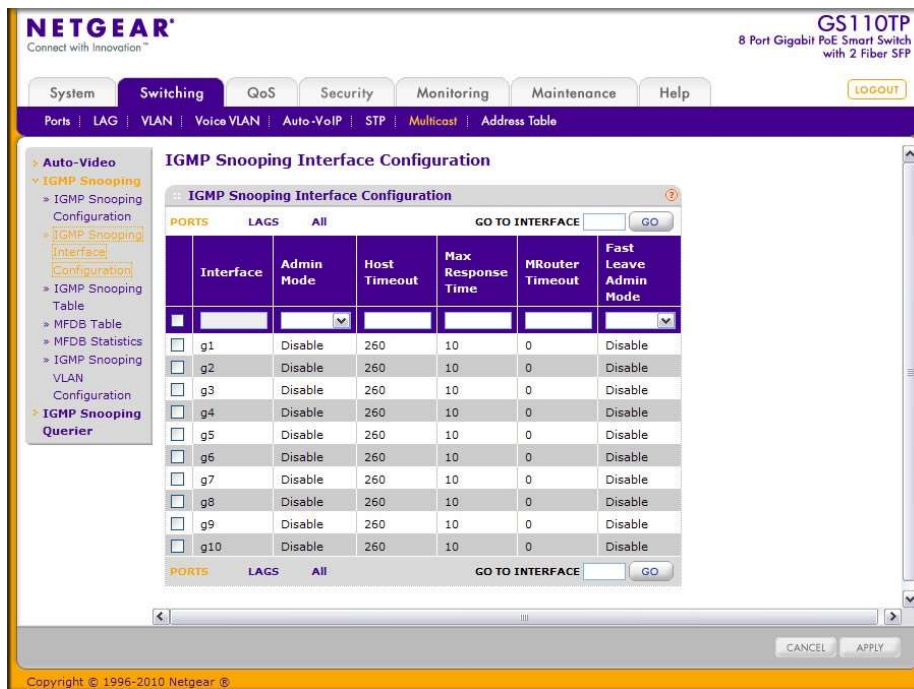 NETGEAR®
Connect with Innovation™
GS110TP
8 Port Gigabit PoE Smart Switch
with 2 Fiber SFP
System Switching QoS Security Monitoring Maintenance Help LOGOUT
Ports LAG VLAN Voice VLAN Auto-VoIP STP Multicast Address Table
Auto-Video
IGMP Snooping
» IGMP Snooping
Configuration
» IGMP Snooping
Interface
Configuration
» IGMP Snooping
Table
» MFDB Table
» MFDB Statistics
» IGMP Snooping
VLAN
Configuration
IGMP Snooping
Querier
IGMP Snooping Interface Configuration
IGMP Snooping Interface Configuration ?
PORTS LAGS All GO TO INTERFACE GO
Interface Admin Mode Host Timeout Max Response Time MRouter Timeout Fast Leave Admin Mode
g1 Disable 260 10 0 Disable
g2 Disable 260 10 0 Disable
g3 Disable 260 10 0 Disable
g4 Disable 260 10 0 Disable
g5 Disable 260 10 0 Disable
g6 Disable 260 10 0 Disable
g7 Disable 260 10 0 Disable
g8 Disable 260 10 0 Disable
g9 Disable 260 10 0 Disable
g10 Disable 260 10 0 Disable
PORTS LAGS All GO TO INTERFACE GO
CANCEL APPLY
Copyright © 1996-2010 Netgear ®